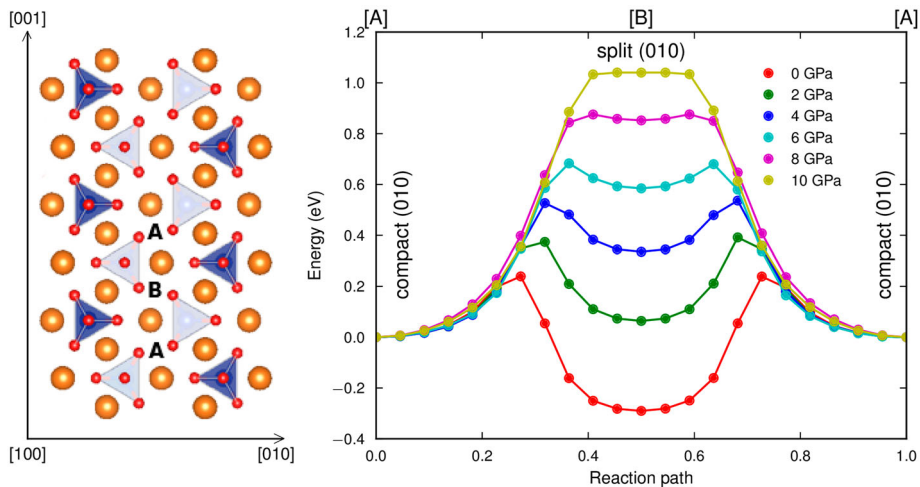 [001]
A
B
A
[100]
[010]
[A]
[B]
[A]
1.2
1.0
0.8
0.6
0.4
0.2
0.0
−0.2
−0.4
Energy (eV)
split (010)
compact (010)
compact (010)
0 GPa
2 GPa
4 GPa
6 GPa
8 GPa
10 GPa
0.0
0.2
0.4
0.6
0.8
1.0
Reaction path